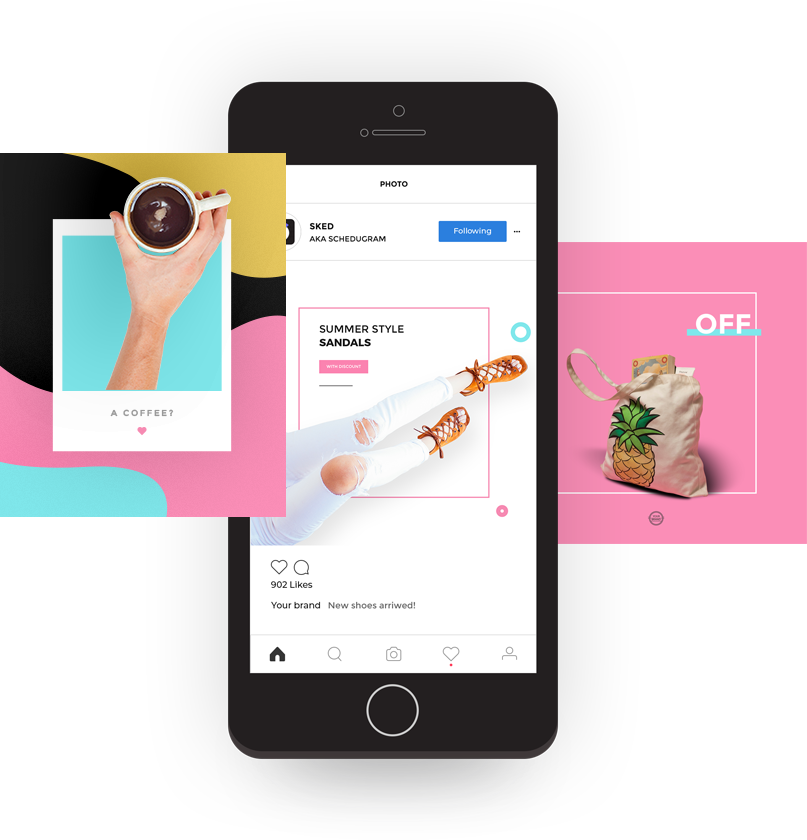 PHOTO
SKED
AKA SCHEDUGRAM
Following
SUMMER STYLE
SANDALS
WITH DISCOUNT
A COFFEE?
OFF
902 Likes
Your brand New shoes arriwed!